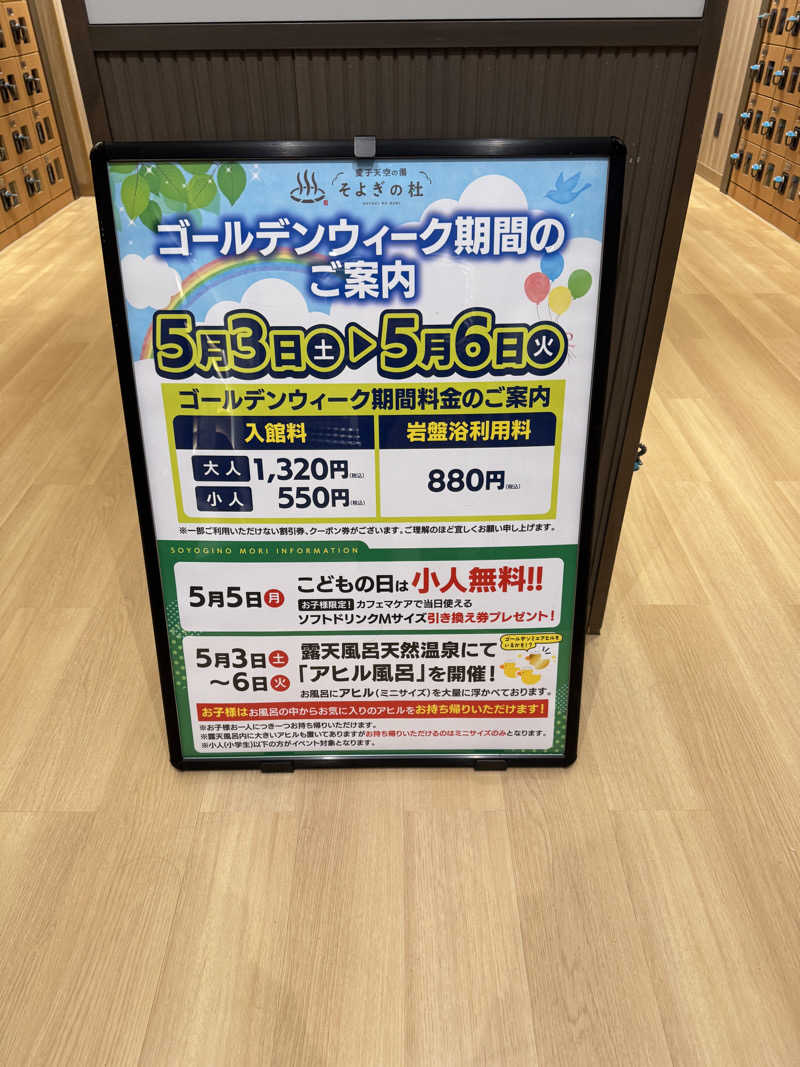 愛子天空の湯
そよぎの杜
SOYOGI NO MORI
ゴールデンウィーク期間の
ご案内
5月3日土▶5月6日火
ゴールデンウィーク期間料金のご案内
入館料
岩盤浴利用料
大人 1,320円(税込)
小人 550円(税込)
880円(税込)
※一部ご利用いただけない割引券、クーポン券がございます。ご理解のほど宜しくお願い申し上げます。
SOYOGINO MORI INFORMATION
5月5日月
こどもの日は小人無料!!
お子様限定! カフェマケアで当日使える
ソフトドリンクMサイズ引き換え券プレゼント!
5月3日土
~6日火
露天風呂天然温泉にて
「アヒル風呂」を開催!
お風呂にアヒル(ミニサイズ)を大量に浮かべております。
ゴールデンミニアヒルも
いるかも!?
お子様はお風呂の中からお気に入りのアヒルをお持ち帰りいただけます!
※お子様お一人につき一つお持ち帰りいただけます。
※露天風呂内に大きいアヒルも置いてありますがお持ち帰りいただけるのはミニサイズのみとなります。
※小人(小学生)以下の方がイベント対象となります。